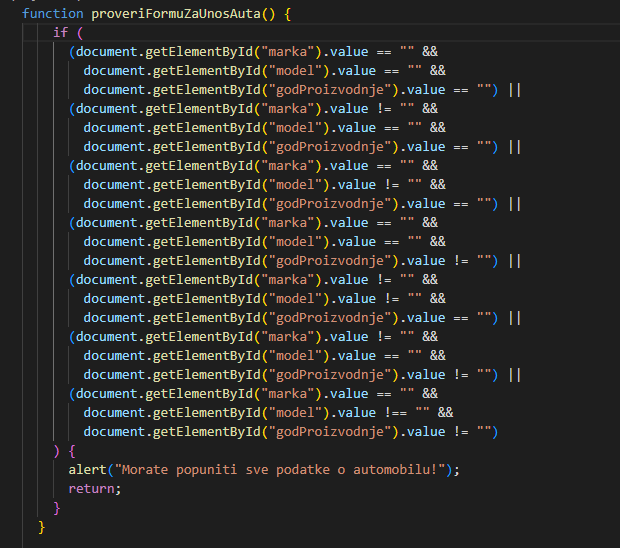 function proveriFormuZaUnosAuta() {
if (
(document.getElementById("marka").value == "" &&
document.getElementById("model").value == "" &&
document.getElementById("godProizvodnje").value == "") ||
(document.getElementById("marka").value != "" &&
document.getElementById("model").value == "" &&
document.getElementById("godProizvodnje").value == "") ||
(document.getElementById("marka").value == "" &&
document.getElementById("model").value != "" &&
document.getElementById("godProizvodnje").value == "") ||
(document.getElementById("marka").value == "" &&
document.getElementById("model").value == "" &&
document.getElementById("godProizvodnje").value != "") ||
(document.getElementById("marka").value != "" &&
document.getElementById("model").value != "" &&
document.getElementById("godProizvodnje").value == "") ||
(document.getElementById("marka").value != "" &&
document.getElementById("model").value == "" &&
document.getElementById("godProizvodnje").value != "") ||
(document.getElementById("marka").value == "" &&
document.getElementById("model").value !== "" &&
document.getElementById("godProizvodnje").value != "")
) {
alert("Morate popuniti sve podatke o automobilu!");
return;
}
}